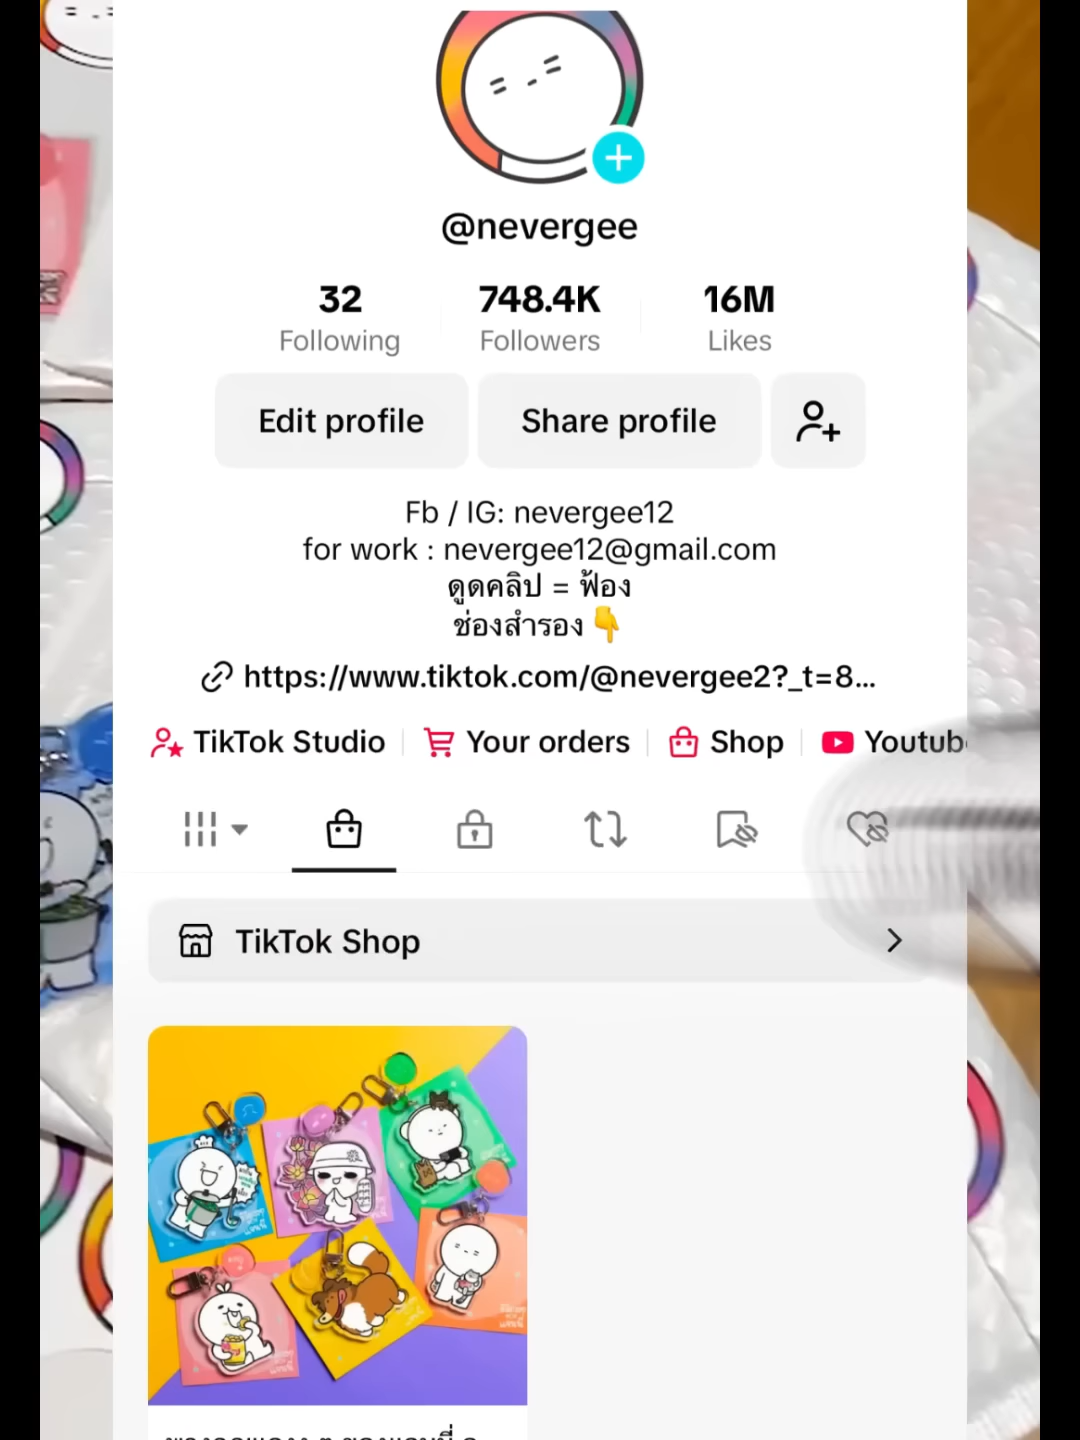 @nevergee
32 748.4K 16M
Following Followers Likes
Edit profile Share profile
Fb / IG: nevergee12
for work : nevergee12@gmail.com
ดูดคลิป = ฟ้อง
ช่องสำรอง 👇
https://www.tiktok.com/@nevergee2?_t=8...
TikTok Studio Your orders Shop Youtub
TikTok Shop